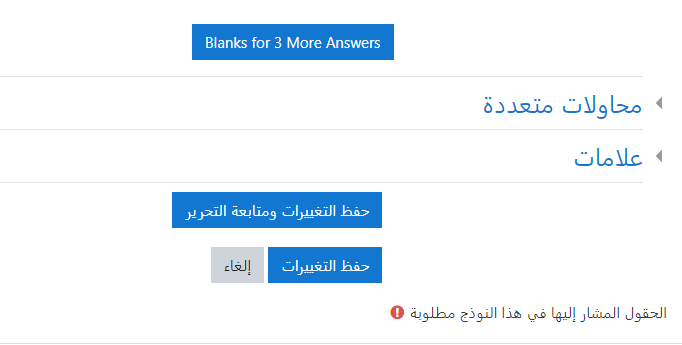 Blanks for 3 More Answers
محاولات متعددة
علامات
حفظ التغييرات ومتابعة التحرير
حفظ التغييرات إلغاء
الحقول المشار إليها في هذا النوذج مطلوبة